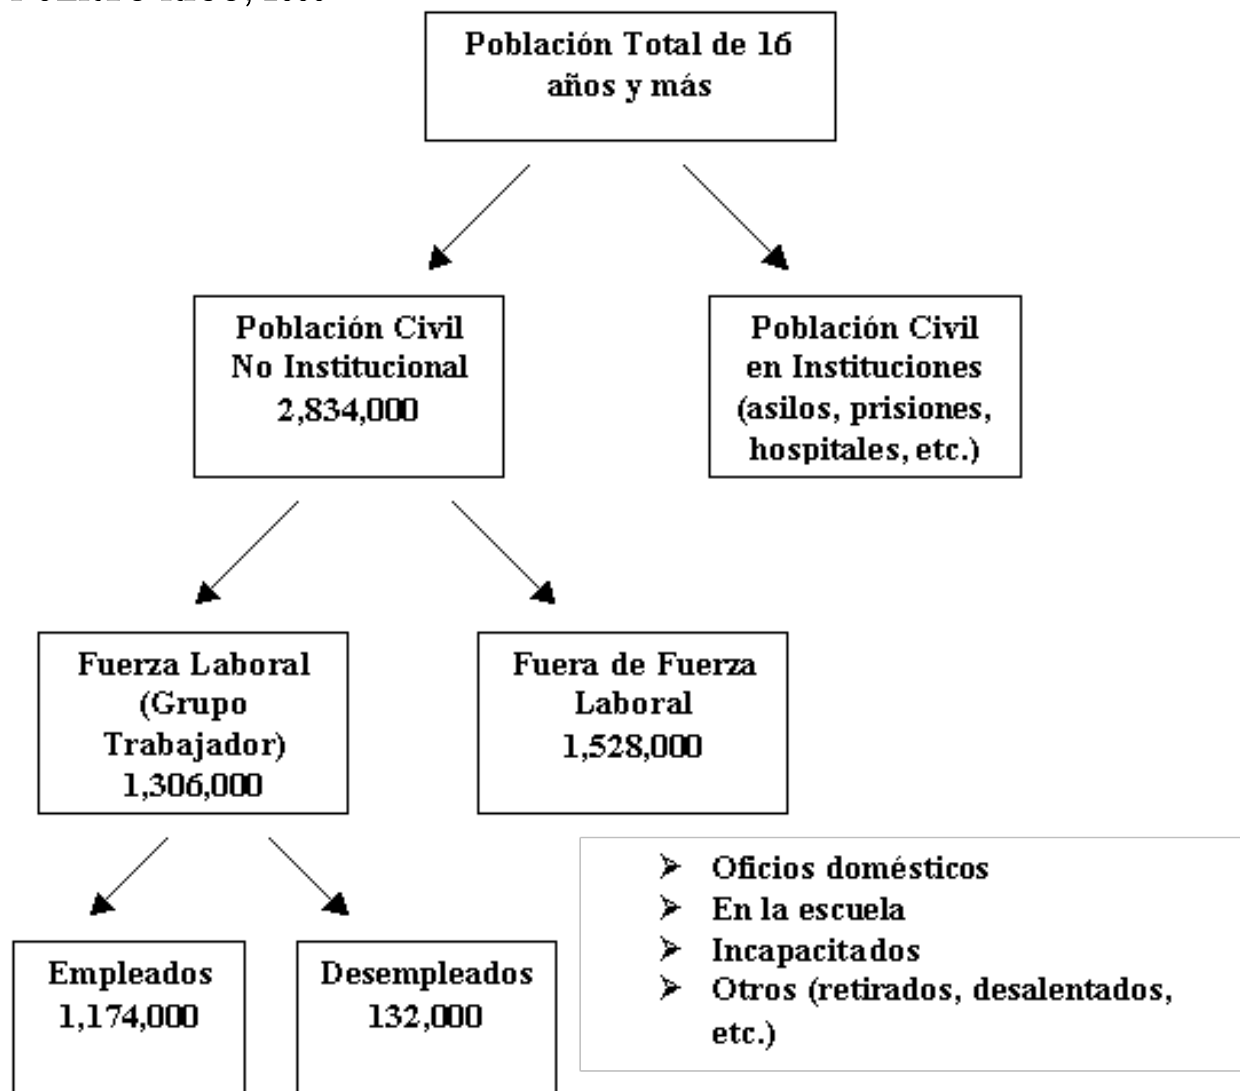 Población Total de 16
años y más
Población Civil
No Institucional
2,834,000
Población Civil
en Instituciones
(asilos, prisiones,
hospitales, etc.)
Fuerza Laboral
(Grupo
Trabajador)
1,306,000
Fuera de Fuerza
Laboral
1,528,000
➤ Oficios domésticos
➤ En la escuela
➤ Incapacitados
➤ Otros (retirados, desalentados,
etc.)
Empleados
1,174,000
Desempleados
132,000